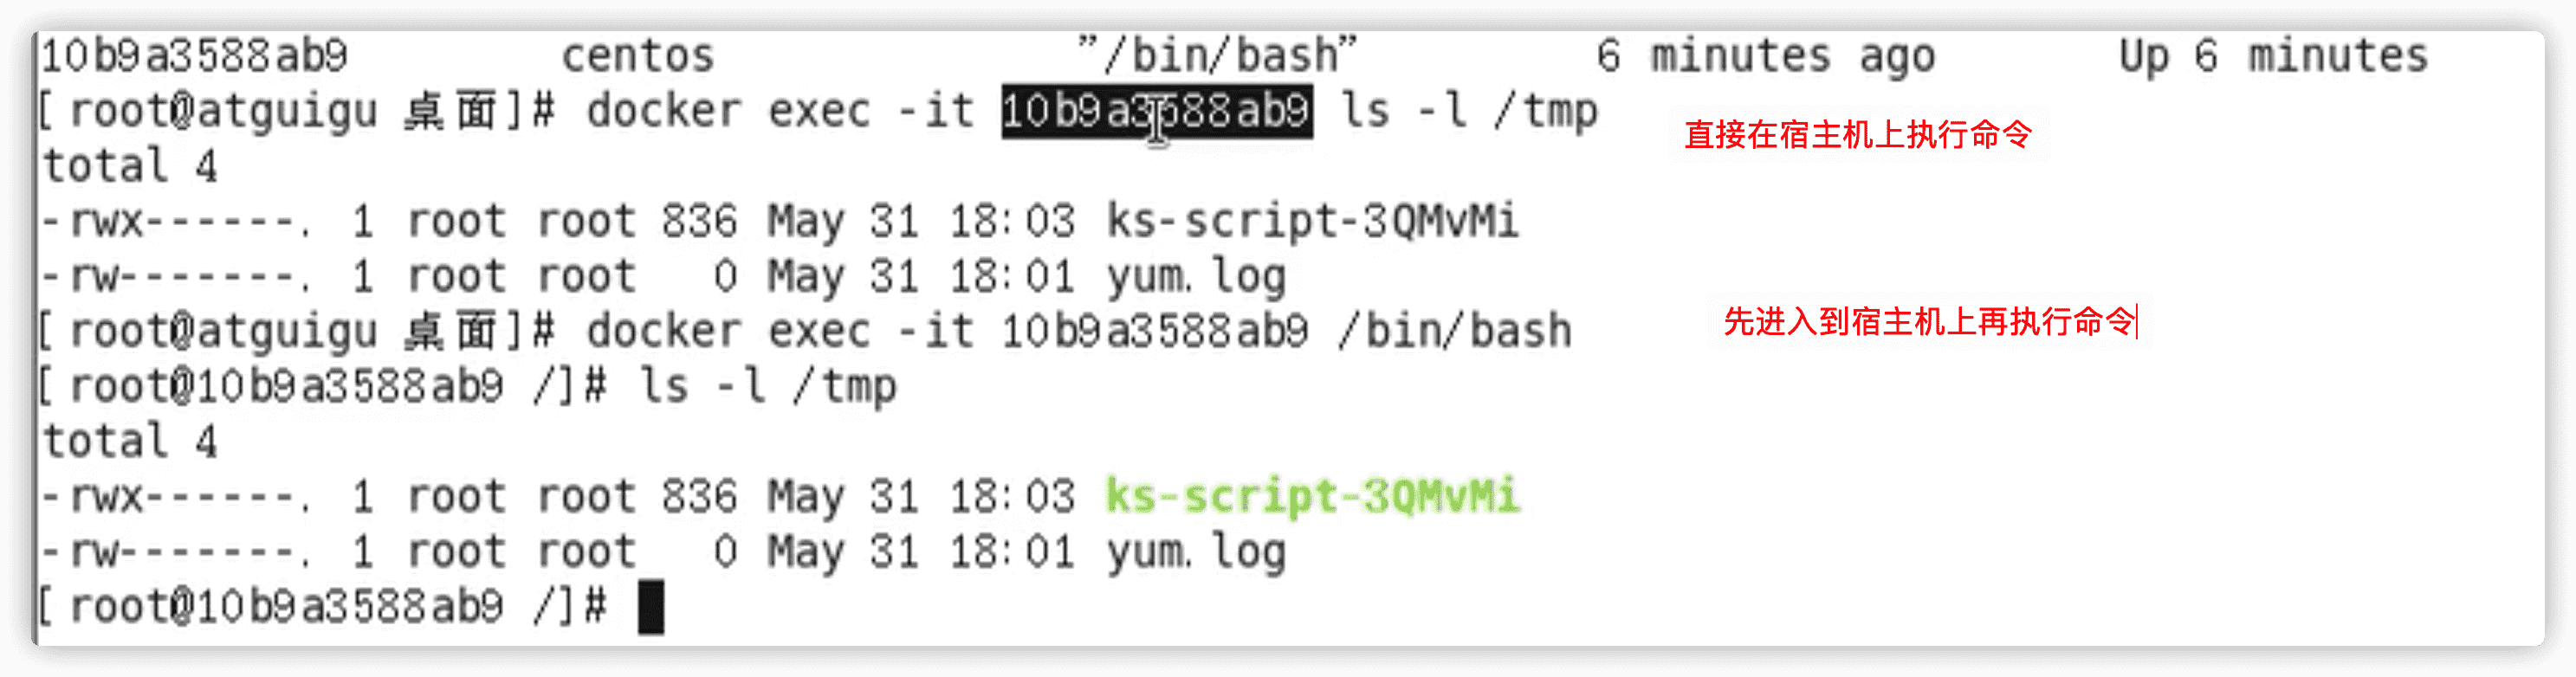 10b9a3588ab9 centos "/bin/bash" 6 minutes ago Up 6 minutes
[root@atguigu 桌面]# docker exec -it 10b9a3588ab9 ls -l /tmp
直接在宿主机上执行命令
total 4
-rwx------. 1 root root 836 May 31 18:03 ks-script-3QMvMi
-rw-------. 1 root root 0 May 31 18:01 yum.log
[root@atguigu 桌面]# docker exec -it 10b9a3588ab9 /bin/bash
先进入到宿主机上再执行命令
[root@10b9a3588ab9 /]# ls -l /tmp
total 4
-rwx------. 1 root root 836 May 31 18:03 ks-script-3QMvMi
-rw-------. 1 root root 0 May 31 18:01 yum.log
[root@10b9a3588ab9 /]#